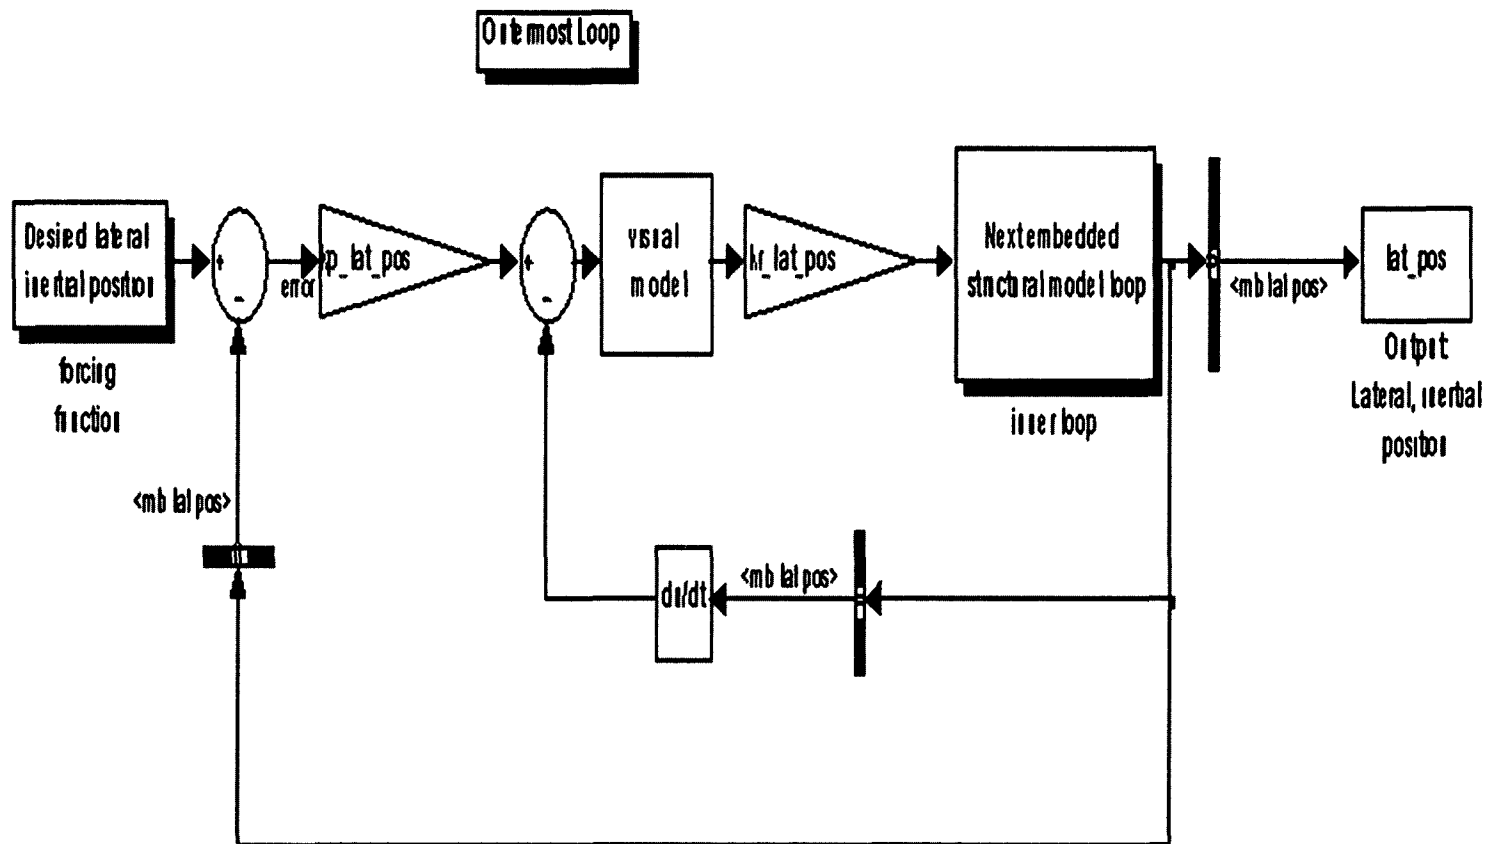 Outermost Loop
Desired lateral
inertial position
forcing
function
+
-
error
kp_lat_pos
+
-
visual
model
kr_lat_pos
Next embedded
structural model loop
inner loop
<mb lat pos>
lat_pos
Output
Lateral, inertial
position
<mb lat pos>
du/dt
<mb lat pos>